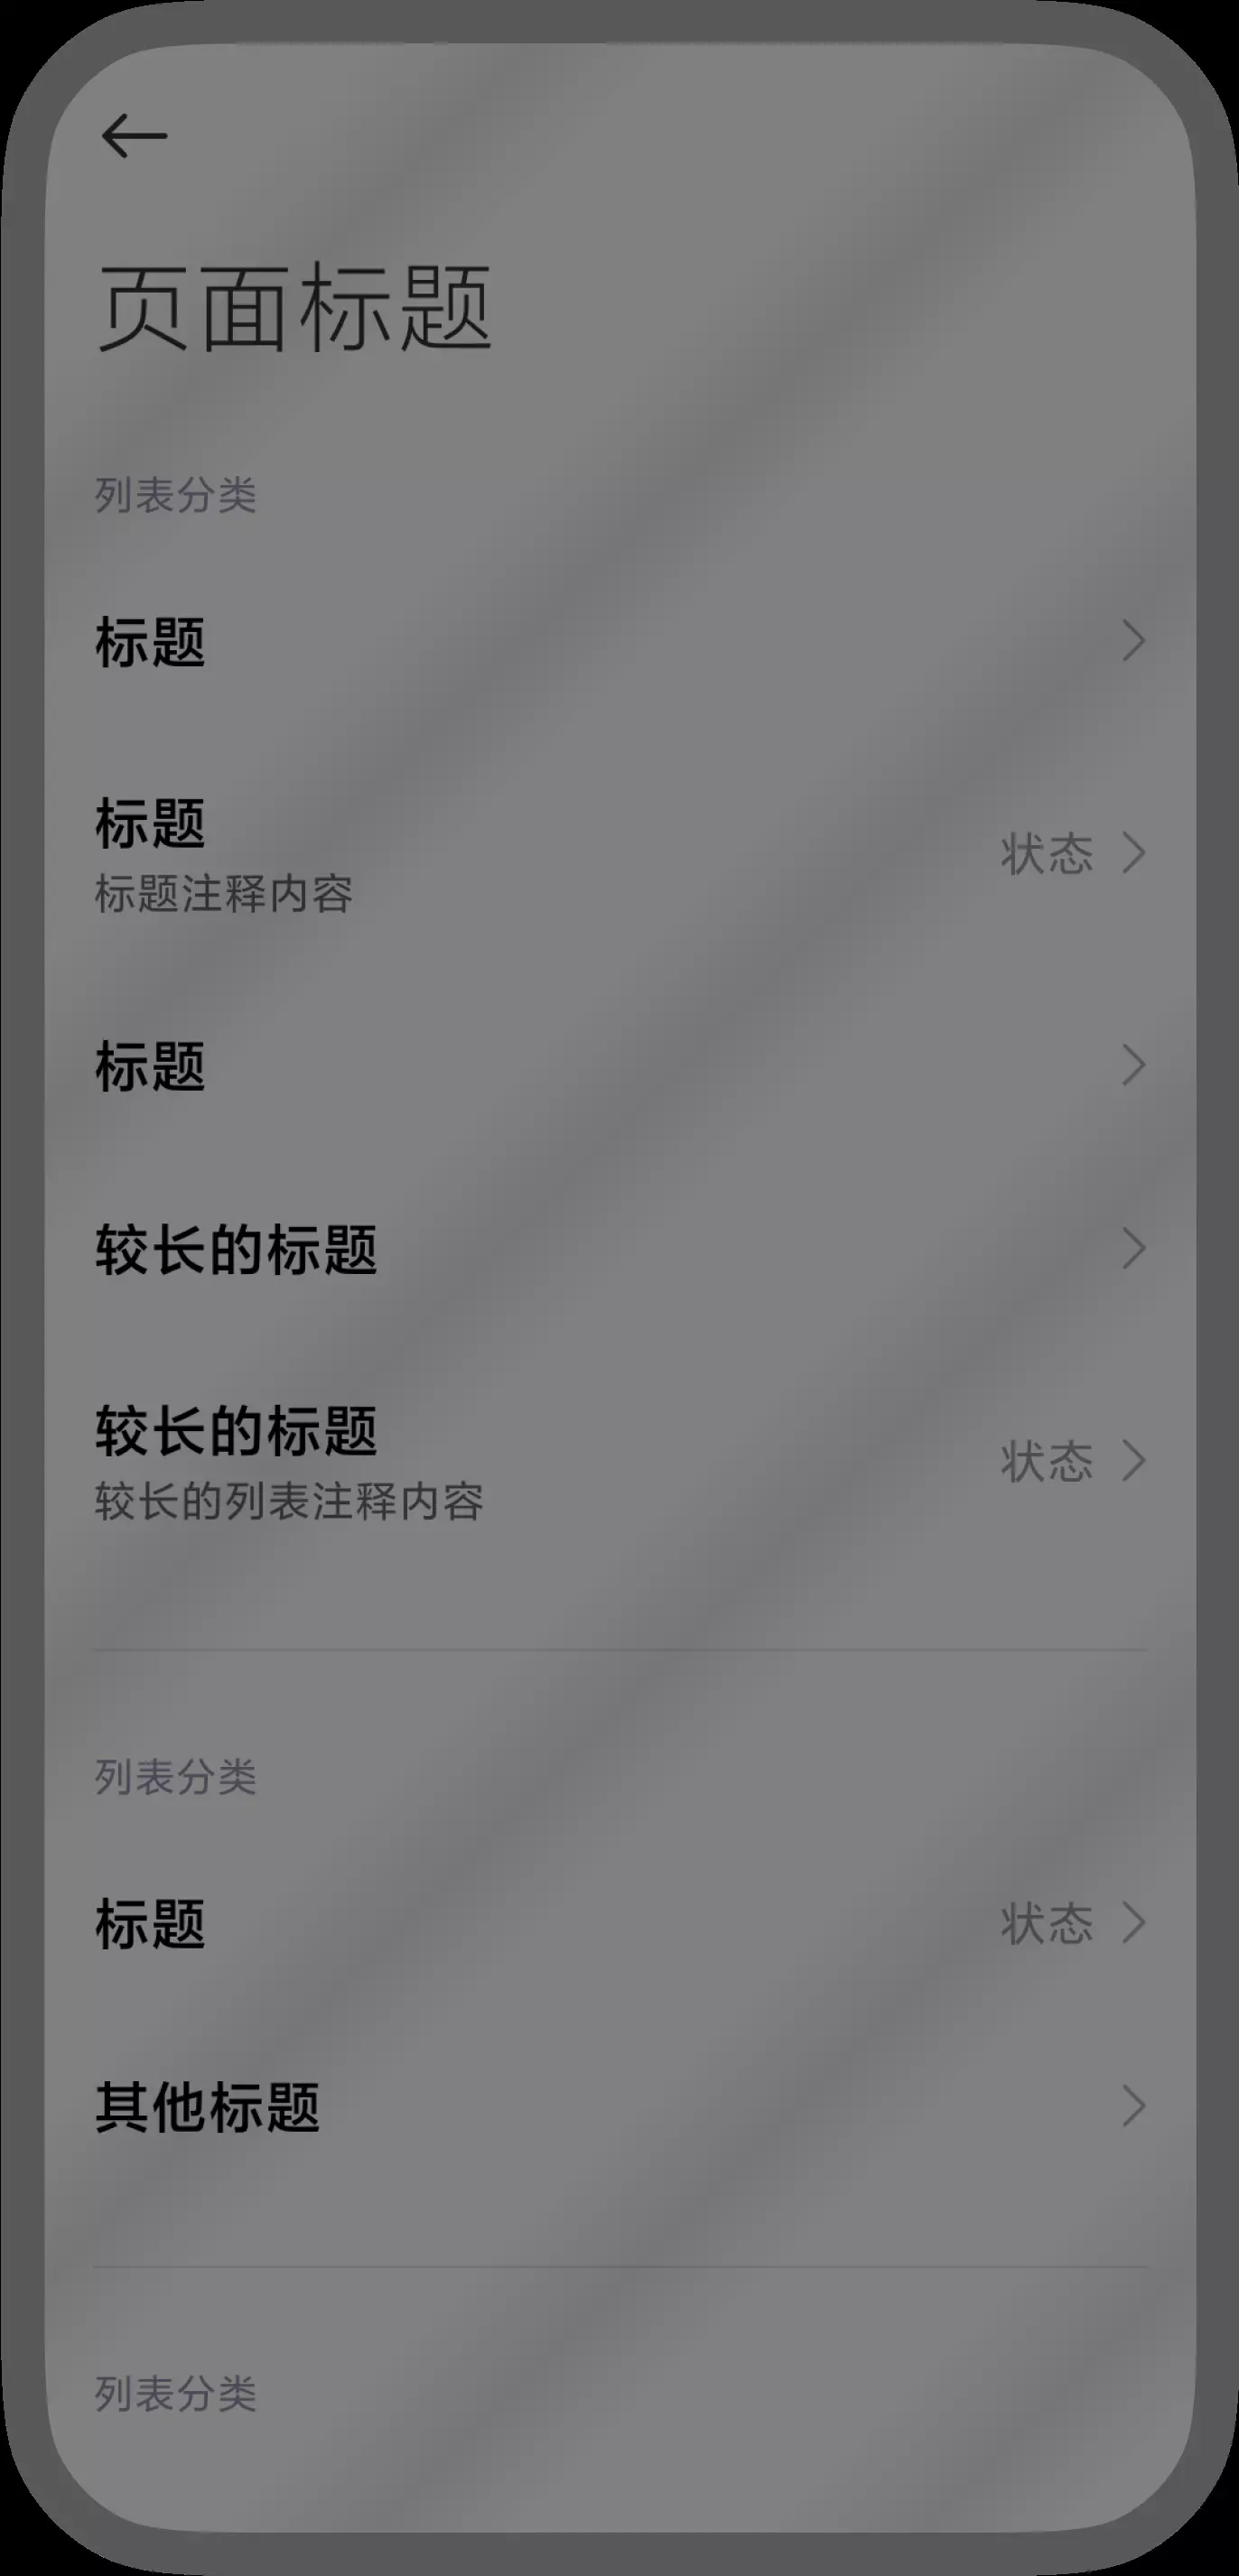 页面标题
列表分类
标题
标题
标题注释内容
状态
标题
较长的标题
较长的标题
较长的列表注释内容
状态
列表分类
标题
状态
其他标题
列表分类